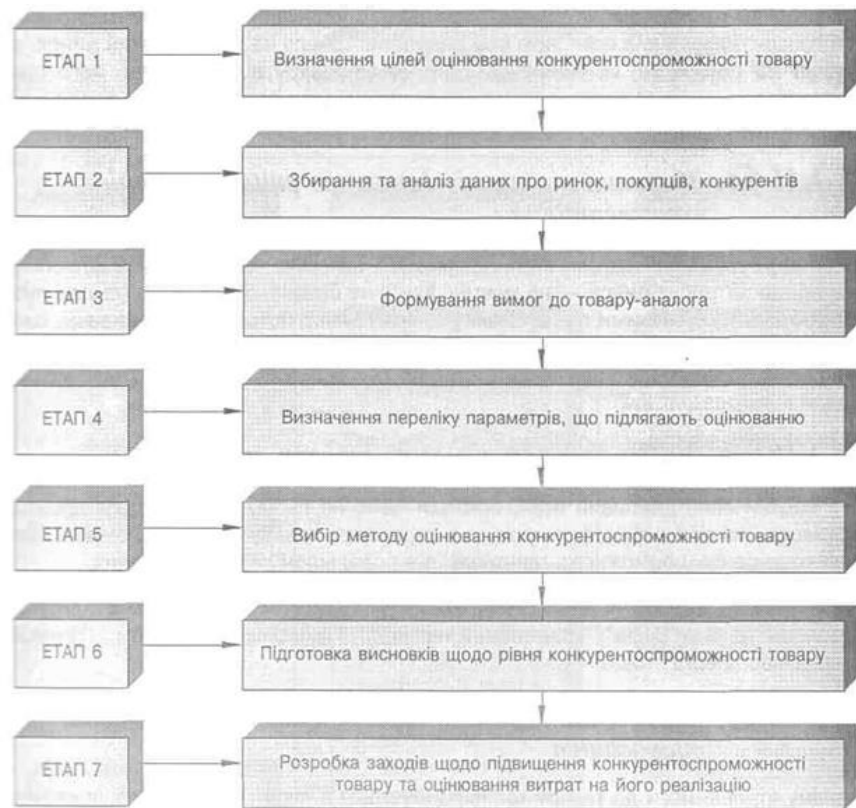 ЕТАП 1
Визначення цілей оцінювання конкурентоспроможності товару
ЕТАП 2
Збирання та аналіз даних про ринок, покупців, конкурентів
ЕТАП 3
Формування вимог до товару-аналога
ЕТАП 4
Визначення переліку параметрів, що підлягають оцінюванню
ЕТАП 5
Вибір методу оцінювання конкурентоспроможності товару
ЕТАП 6
Підготовка висновків щодо рівня конкурентоспроможності товару
ЕТАП 7
Розробка заходів щодо підвищення конкурентоспроможності
товару та оцінювання витрат на його реалізацію